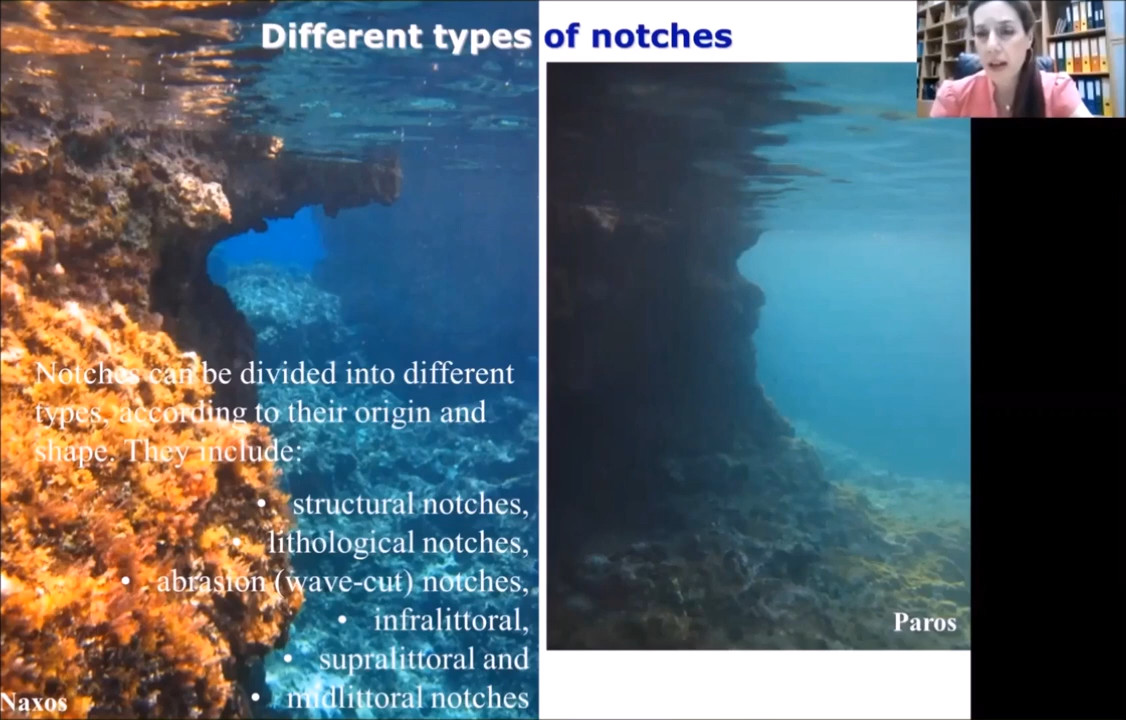 Different types of notches
Notches can be divided into different
types, according to their origin and
shape. They include:
• structural notches,
• lithological notches,
• abrasion (wave-cut) notches,
• infralittoral,
• supralittoral and
• midlittoral notches
Naxos
Paros